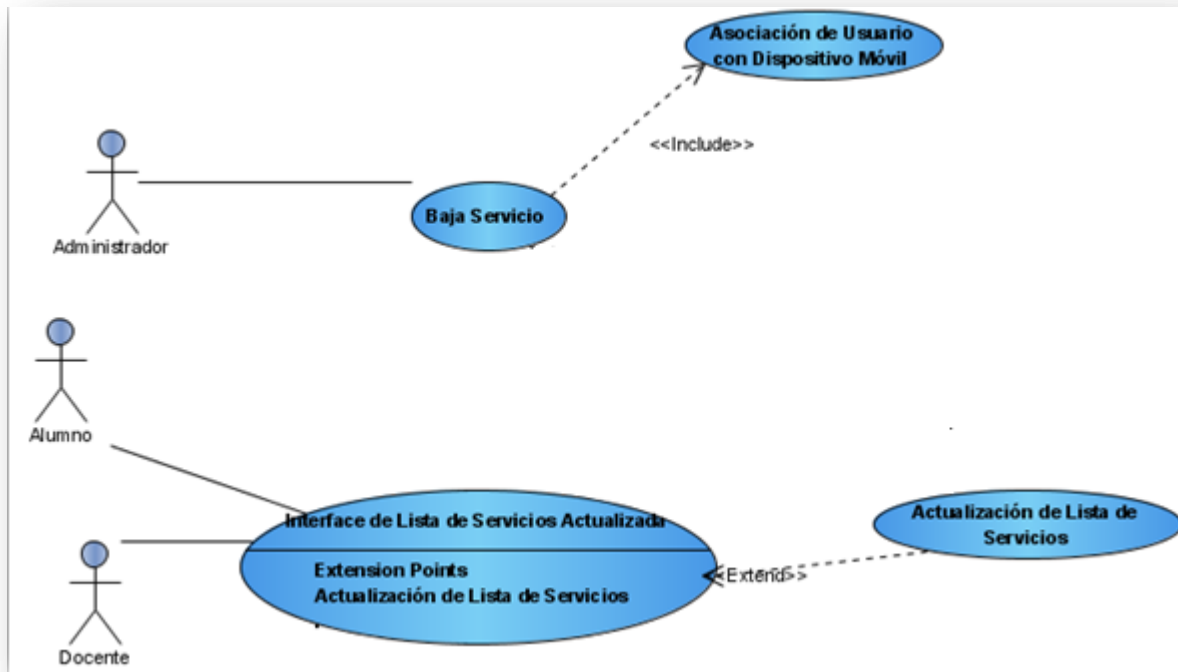 Asociación de Usuario
con Dispositivo Móvil
<<Include>>
Baja Servicio
Administrador
Alumno
Interface de Lista de Servicios Actualizada
Extension Points
Actualización de Lista de Servicios
<<Extend>>
Actualización de Lista de
Servicios
Docente